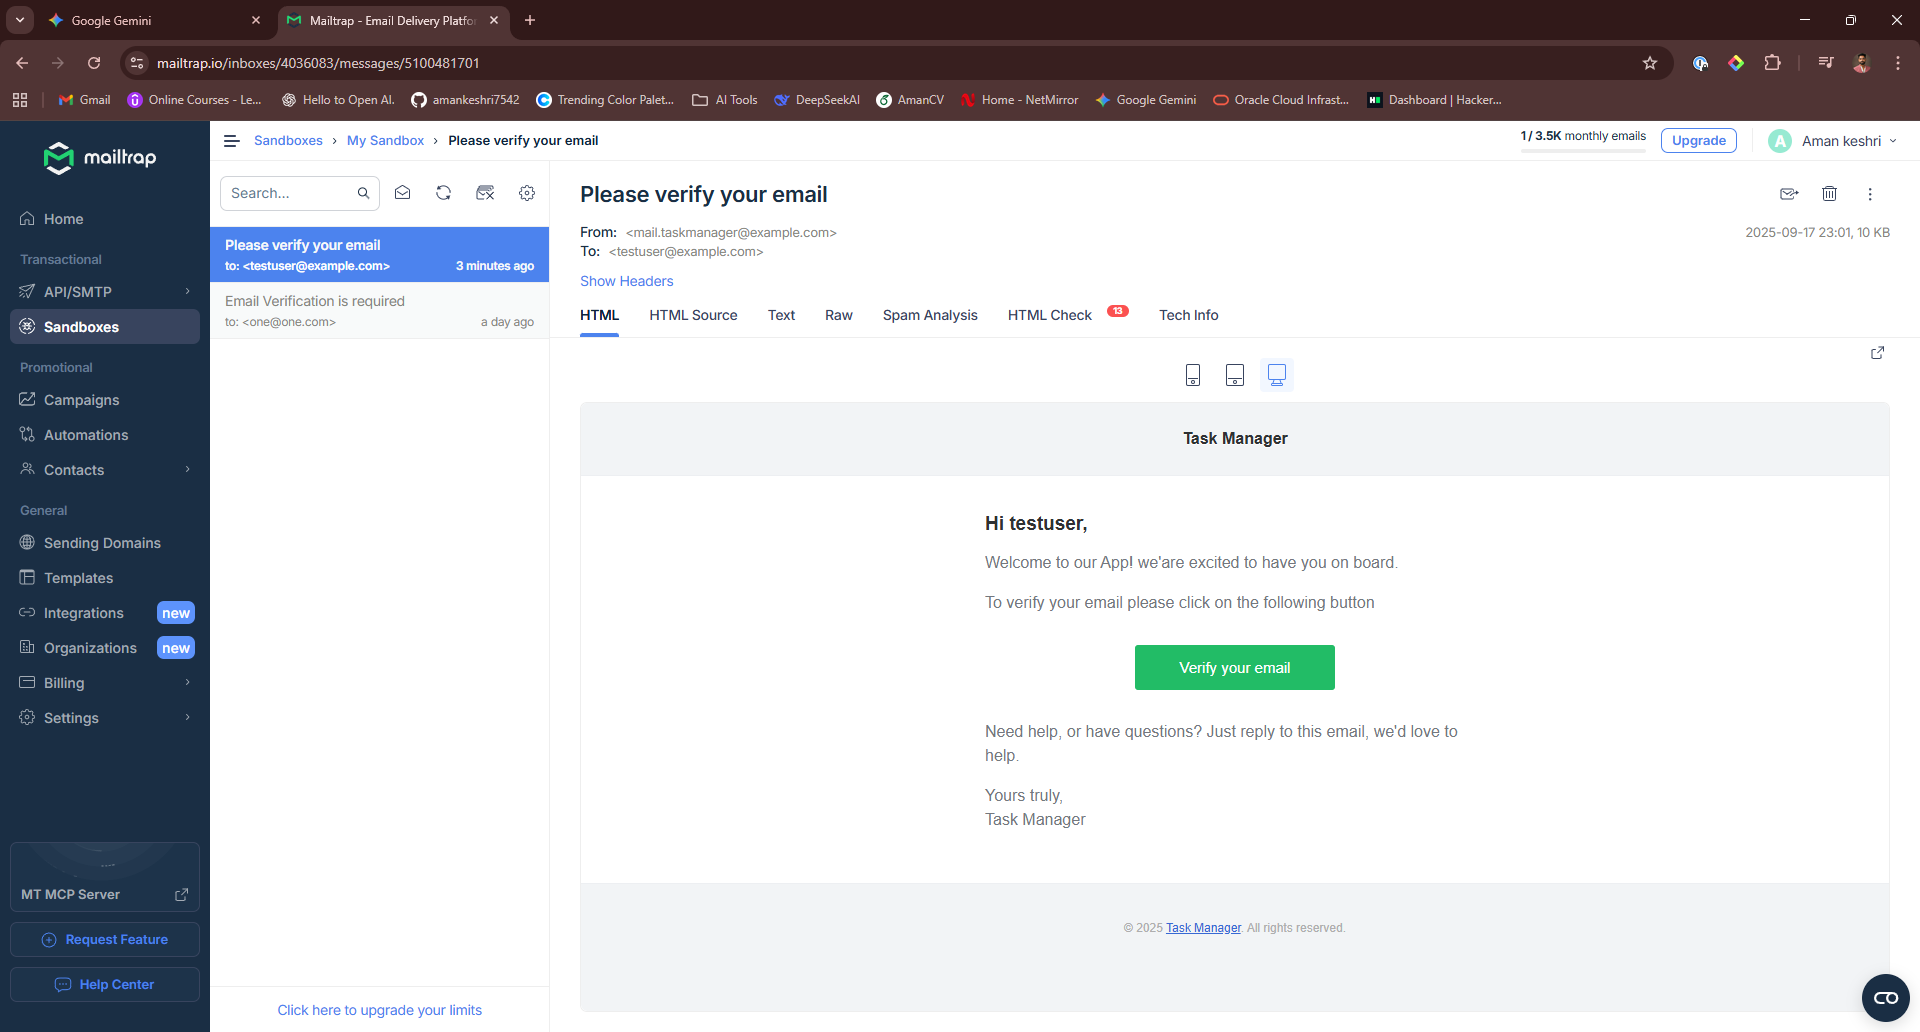 Google Gemini
Mailtrap - Email Delivery Platfo
mailtrap.io/inboxes/4036083/messages/5100481701
Gmail
Online Courses - Le...
Hello to Open AI.
amankeshri7542
Trending Color Palet...
AI Tools
DeepSeekAI
AmanCV
Home - NetMirror
Google Gemini
Oracle Cloud Infrast...
Dashboard | Hacker...
mailtrap
Home
Transactional
API/SMTP
Sandboxes
Promotional
Campaigns
Automations
Contacts
General
Sending Domains
Templates
Integrations new
Organizations new
Billing
Settings
MT MCP Server
Request Feature
Help Center
Sandboxes › My Sandbox › Please verify your email
1 / 3.5K monthly emails
Upgrade
A Aman keshri
Search...
Please verify your email
to: <testuser@example.com> 3 minutes ago
Email Verification is required
to: <one@one.com> a day ago
Click here to upgrade your limits
Please verify your email
From: <mail.taskmanager@example.com>
2025-09-17 23:01, 10 KB
To: <testuser@example.com>
Show Headers
HTML HTML Source Text Raw Spam Analysis HTML Check 13 Tech Info
Task Manager
Hi testuser,
Welcome to our App! we'are excited to have you on board.
To verify your email please click on the following button
Verify your email
Need help, or have questions? Just reply to this email, we'd love to
help.
Yours truly,
Task Manager
© 2025 Task Manager. All rights reserved.